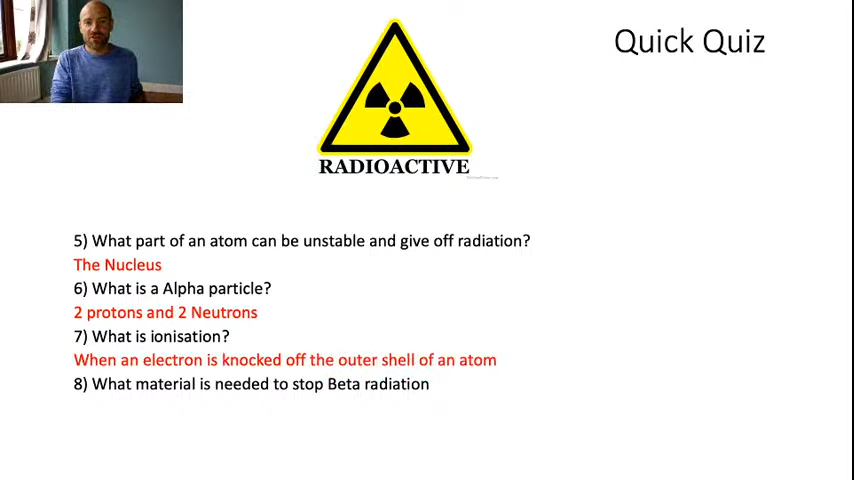 Quick Quiz
RADIOACTIVE
5) What part of an atom can be unstable and give off radiation?
The Nucleus
6) What is a Alpha particle?
2 protons and 2 Neutrons
7) What is ionisation?
When an electron is knocked off the outer shell of an atom
8) What material is needed to stop Beta radiation